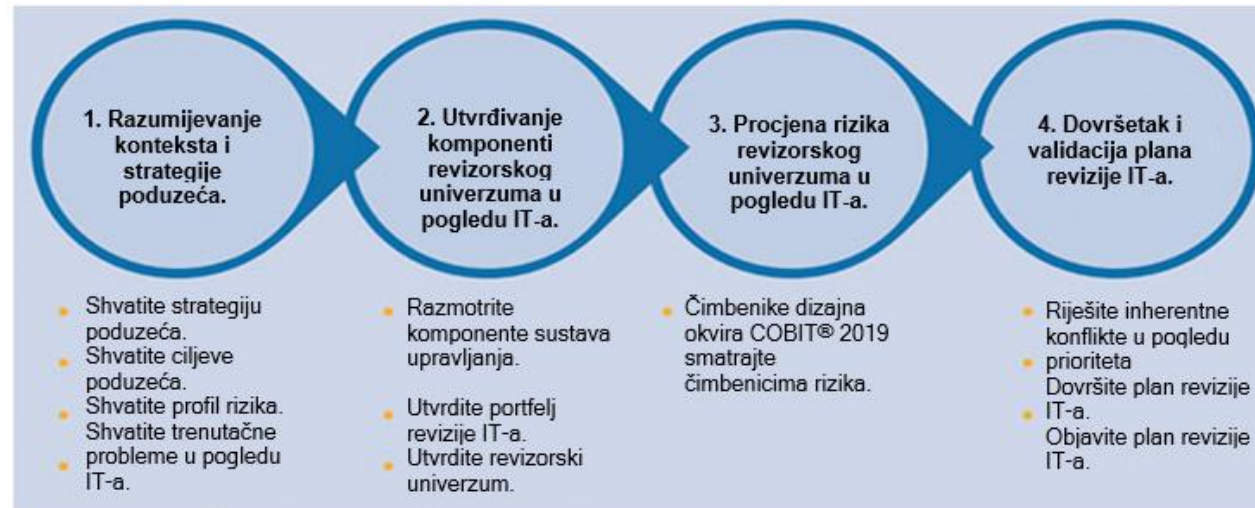 1. Razumijevanje
konteksta i
strategije
poduzeća.
2. Utvrđivanje
komponenti
revizorskog
univerzuma u
pogledu IT-a.
3. Procjena rizika
revizorskog
univerzuma u
pogledu IT-a.
4. Dovršetak i
validacija plana
revizije IT-a.
Shvatite strategiju
poduzeća.
Shvatite ciljeve
poduzeća.
Shvatite profil rizika.
Shvatite trenutačne
probleme u pogledu
IT-a.
Razmotrite
komponente sustava
upravljanja.
Utvrdite portfelj
revizije IT-a.
Utvrdite revizorski
univerzum.
Čimbenike dizajna
okvira COBIT® 2019
smatrajte
čimbenicima rizika.
Riješite inherentne
konflikte u pogledu
prioriteta
Dovršite plan revizije
IT-a.
Objavite plan revizije
IT-a.